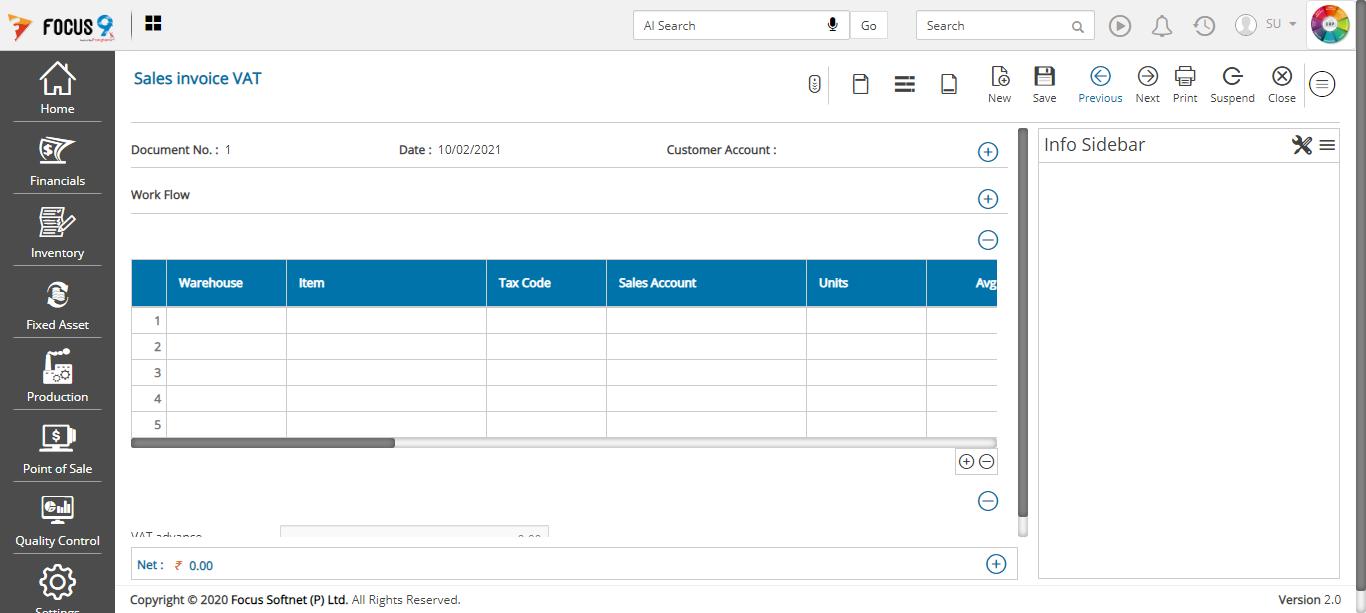 FOCUS 9
AI Search
Go
Search
SU
ERP
Home
Financials
Inventory
Fixed Asset
Production
Point of Sale
Quality Control
Settings
Sales invoice VAT
New
Save
Previous
Next
Print
Suspend
Close
Document No. : 1
Date : 10/02/2021
Customer Account :
Work Flow
Warehouse
Item
Tax Code
Sales Account
Units
Avg
1
2
3
4
5
VAT advance
0.00
Net : ₹ 0.00
Info Sidebar
Copyright © 2020 Focus Softnet (P) Ltd. All Rights Reserved.
Version 2.0